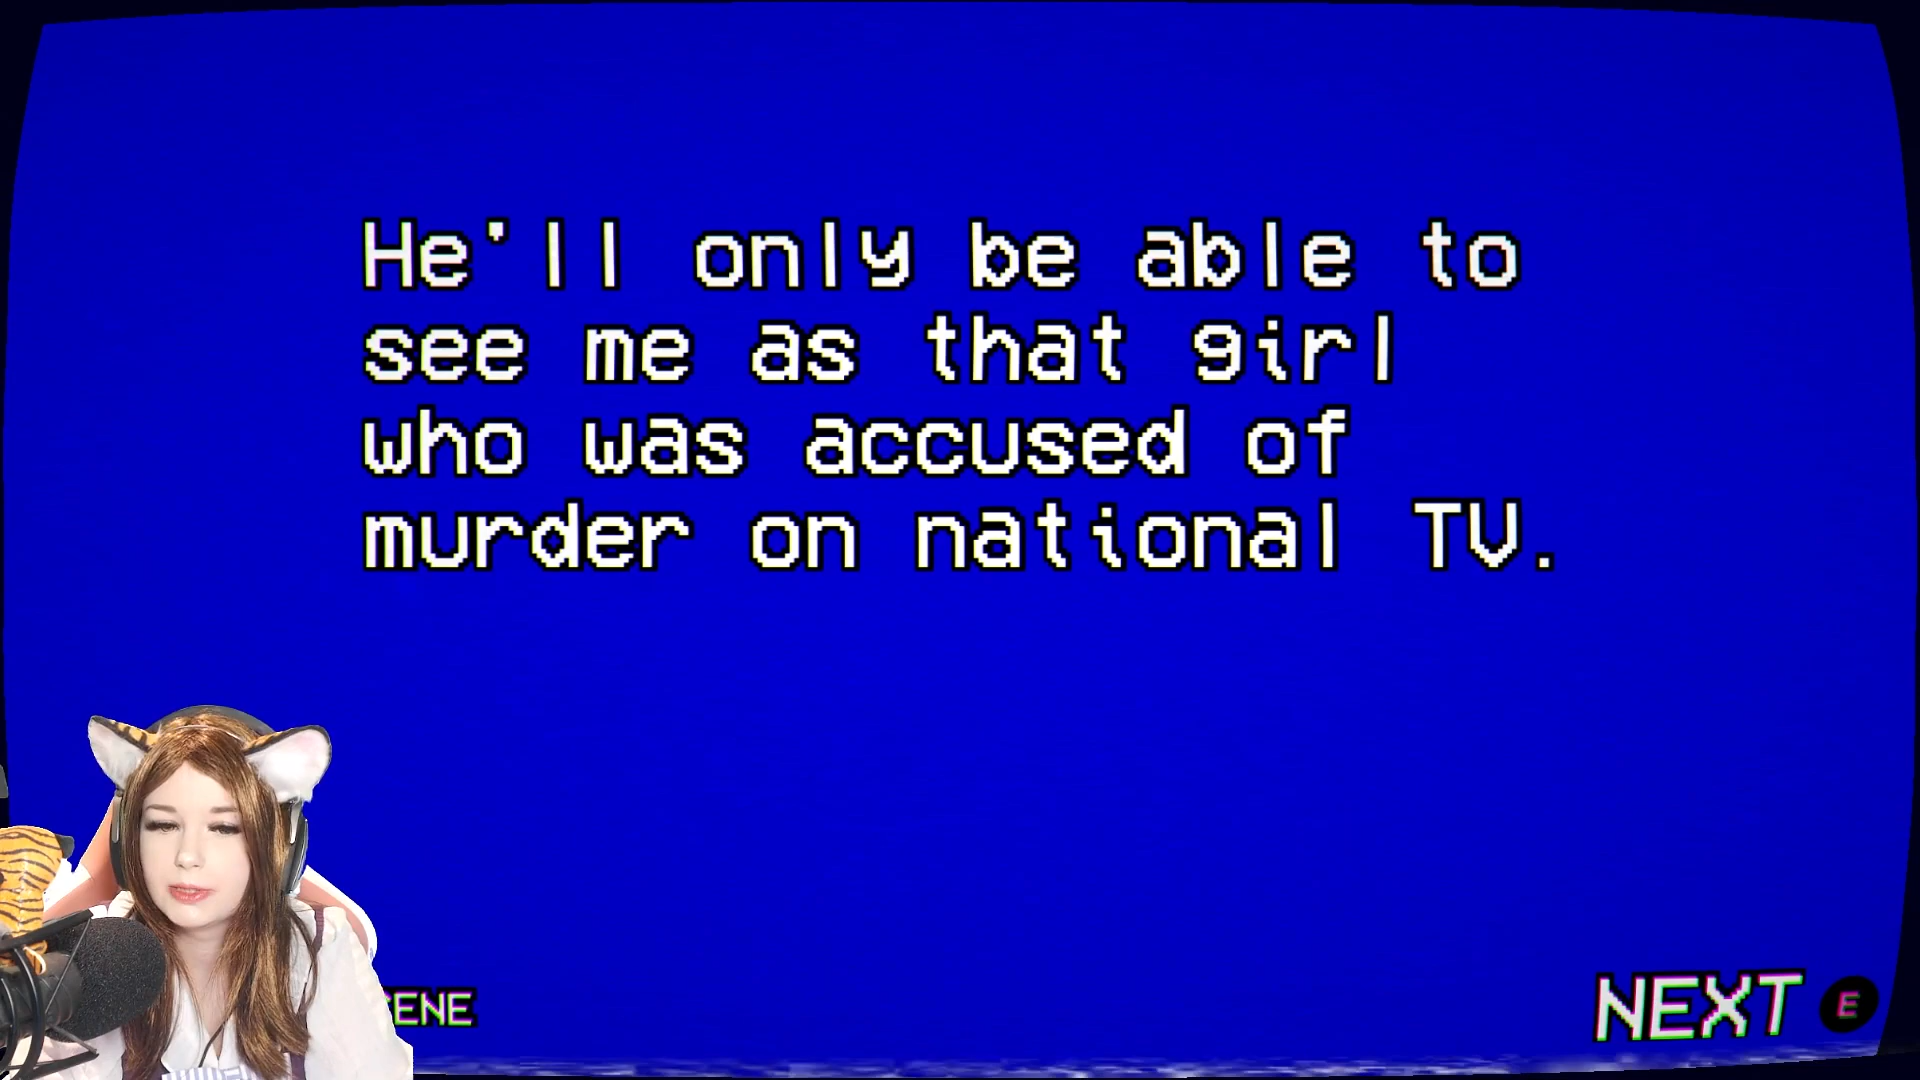 He'll only be able to
see me as that girl
who was accused of
murder on national TV.
CENE
NEXT E